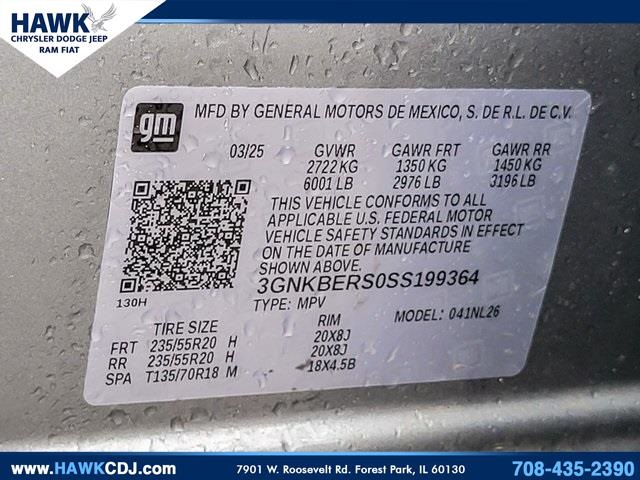 HAWK
CHRYSLER DODGE JEEP
RAM FIAT
gm
MFD BY GENERAL MOTORS DE MEXICO, S. DE R.L. DE C.V.
03/25 GVWR GAWR FRT GAWR RR
2722 KG 1350 KG 1450 KG
6001 LB 2976 LB 3196 LB
THIS VEHICLE CONFORMS TO ALL
APPLICABLE U.S. FEDERAL MOTOR
VEHICLE SAFETY STANDARDS IN EFFECT
ON THE DATE OF MANUFACTURE
SHOWN ABOVE.
130H
3GNKBERS0SS199364
TYPE: MPV MODEL: 041NL26
TIRE SIZE RIM
FRT 235/55R20 H 20X8J
RR 235/55R20 H 20X8J
SPA T135/70R18 M 18X4.5B
www.HAWKCDJ.com 7901 W. Roosevelt Rd. Forest Park, IL 60130 708-435-2390